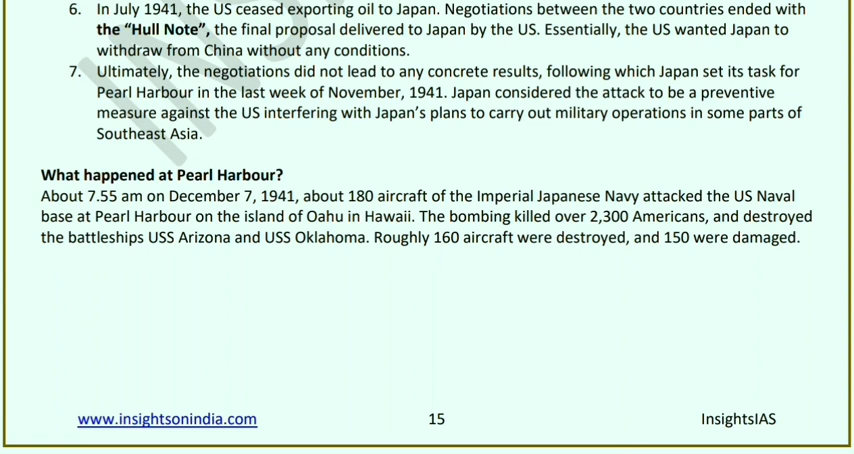 6. In July 1941, the US ceased exporting oil to Japan. Negotiations between the two countries ended with
the “Hull Note”, the final proposal delivered to Japan by the US. Essentially, the US wanted Japan to
withdraw from China without any conditions.
7. Ultimately, the negotiations did not lead to any concrete results, following which Japan set its task for
Pearl Harbour in the last week of November, 1941. Japan considered the attack to be a preventive
measure against the US interfering with Japan’s plans to carry out military operations in some parts of
Southeast Asia.
What happened at Pearl Harbour?
About 7.55 am on December 7, 1941, about 180 aircraft of the Imperial Japanese Navy attacked the US Naval
base at Pearl Harbour on the island of Oahu in Hawaii. The bombing killed over 2,300 Americans, and destroyed
the battleships USS Arizona and USS Oklahoma. Roughly 160 aircraft were destroyed, and 150 were damaged.
www.insightsonindia.com 15 InsightsIAS